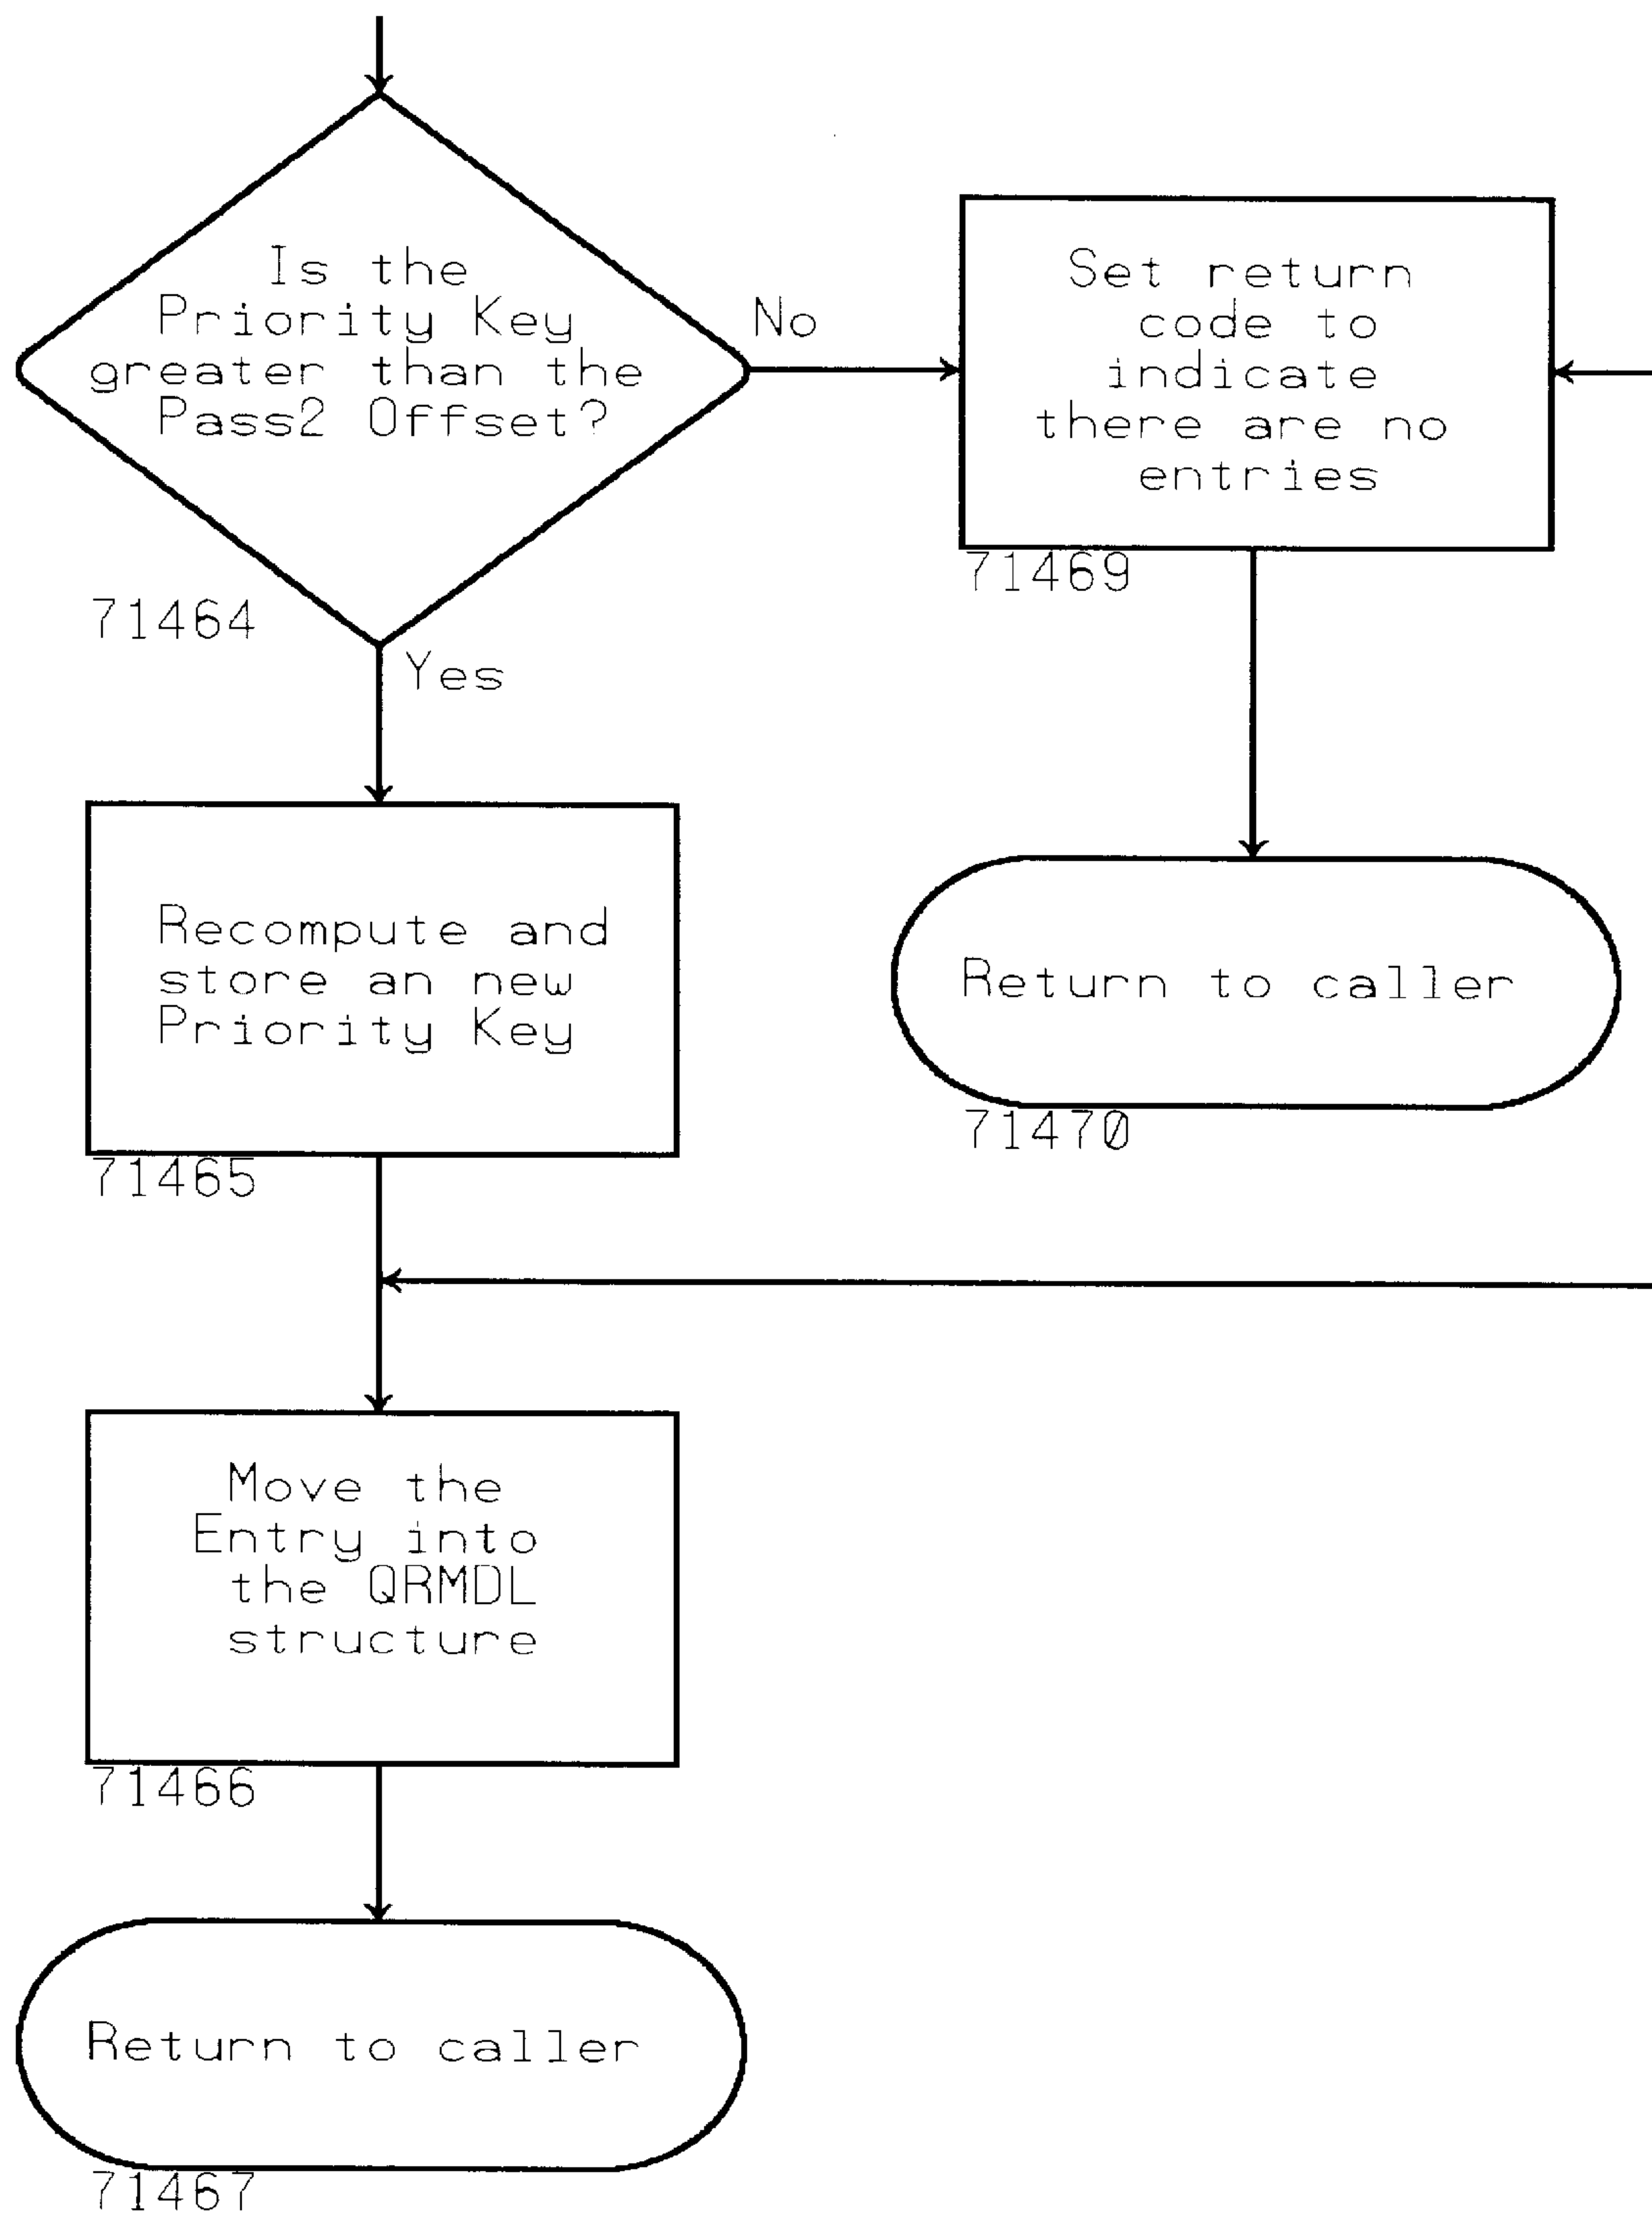 Is the
Priority Key
greater than the
Pass2 Offset?
No
71464
Yes
Set return
code to
indicate
there are no
entries
71469
Recompute and
store an new
Priority Key
71465
Return to caller
71470
Move the
Entry into
the QRMDL
structure
71466
Return to caller
71467